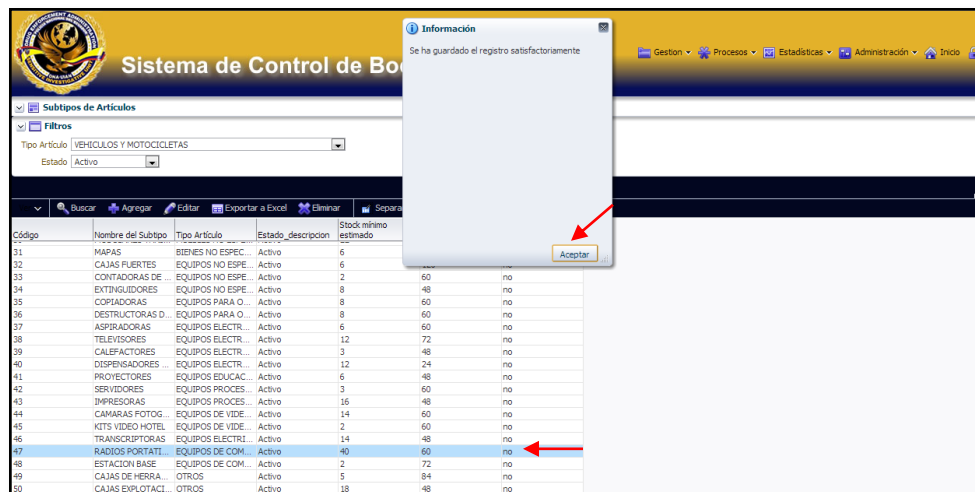 Información
Se ha guardado el registro satisfactoriamente
Gestion Procesos Estadísticas Administración Inicio
Sistema de Control de Bo
Subtipos de Artículos
Filtros
Tipo Artículo VEHICULOS Y MOTOCICLETAS
Estado Activo
Buscar Agregar Editar Exportar a Excel Eliminar Separa
Código Nombre del Subtipo Tipo Artículo Estado_descripcion Stock minimo estimado
Aceptar
31 MAPAS BIENES NO ESPEC... Activo 6
32 CAJAS FUERTES EQUIPOS NO ESPE... Activo 6
33 CONTADORAS DE ... EQUIPOS NO ESPE... Activo 2 60 no
34 EXTINGUIDORES EQUIPOS NO ESPE... Activo 8 48 no
35 COPIADORAS EQUIPOS PARA O... Activo 8 60 no
36 DESTRUCTORAS D... EQUIPOS PARA O... Activo 8 60 no
37 ASPIRADORAS EQUIPOS ELECTR... Activo 6 60 no
38 TELEVISORES EQUIPOS ELECTR... Activo 12 72 no
39 CALEFACTORES EQUIPOS ELECTR... Activo 3 48 no
40 DISPENSADORES ... EQUIPOS ELECTR... Activo 12 24 no
41 PROYECTORES EQUIPOS EDUCAC... Activo 6 48 no
42 SERVIDORES EQUIPOS PROCES... Activo 3 60 no
43 IMPRESORAS EQUIPOS PROCES... Activo 16 48 no
44 CAMARAS FOTOG... EQUIPOS DE VIDE... Activo 14 60 no
45 KITS VIDEO HOTEL EQUIPOS DE VIDE... Activo 2 60 no
46 TRANSCRIPTORAS EQUIPOS ELECTRI... Activo 14 48 no
47 RADIOS PORTATI... EQUIPOS DE COM... Activo 40 60 no
48 ESTACION BASE EQUIPOS DE COM... Activo 2 72 no
49 CAJAS DE HERRA... OTROS Activo 5 84 no
50 CAJAS EXPLOTACI... OTROS Activo 18 48 no